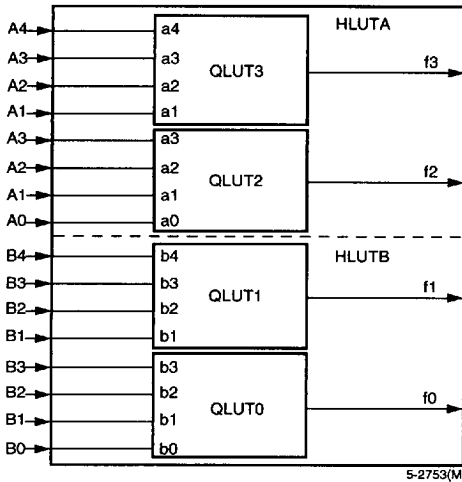 HLUTA
A4 a4
A3 a3
QLUT3 f3
A2 a2
A1 a1
A3 a3
A2 a2
QLUT2 f2
A1 a1
A0 a0
B4 b4 HLUTB
B3 b3
QLUT1 f1
B2 b2
B1 b1
B3 b3
B2 b2
QLUT0 f0
B1 b1
B0 b0
5-2753(M